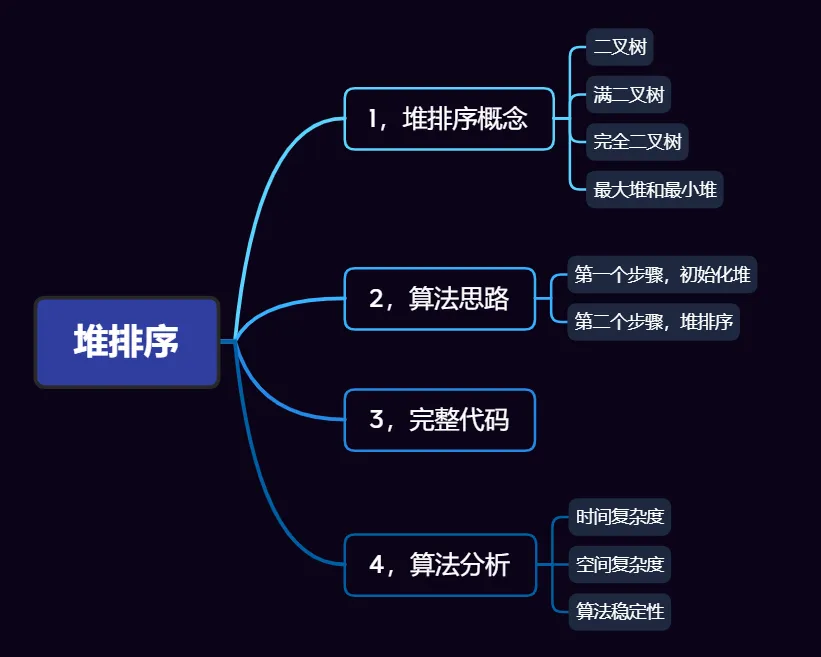 堆排序
1，堆排序概念
二叉树
满二叉树
完全二叉树
最大堆和最小堆
2，算法思路
第一个步骤，初始化堆
第二个步骤，堆排序
3，完整代码
4，算法分析
时间复杂度
空间复杂度
算法稳定性